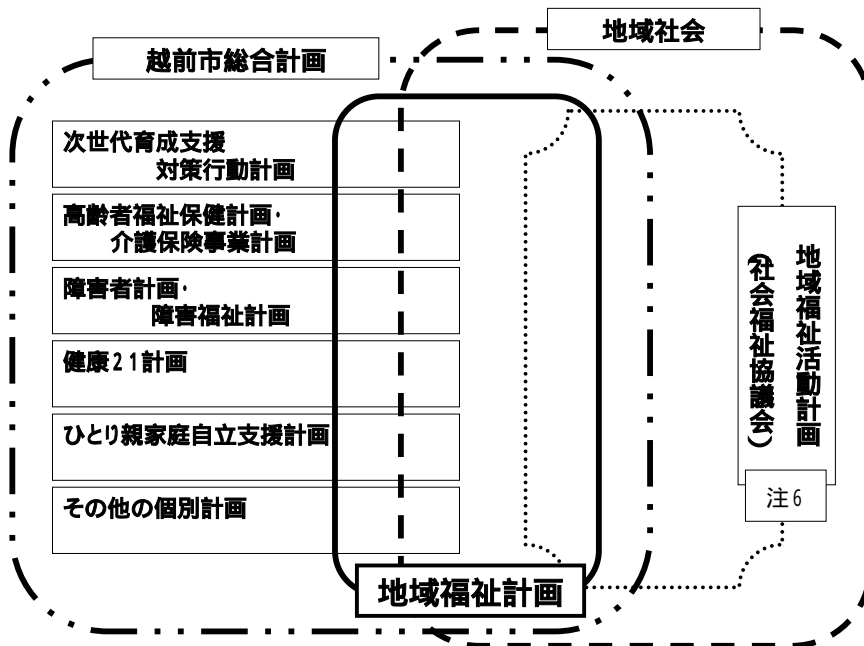 地域社会
越前市総合計画
次世代育成支援
対策行動計画
高齢者福祉保健計画・
介護保険事業計画
障害者計画・
障害福祉計画
健康21計画
ひとり親家庭自立支援計画
その他の個別計画
地域福祉活動計画
(社会福祉協議会)
注6
地域福祉計画